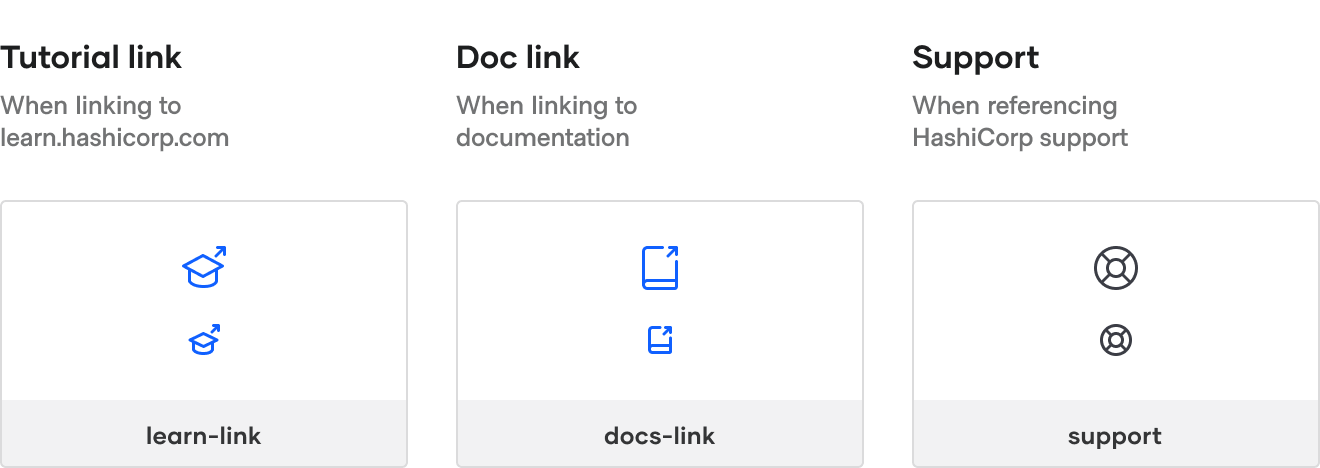 Tutorial link
When linking to
learn.hashicorp.com
learn-link
Doc link
When linking to
documentation
docs-link
Support
When referencing
HashiCorp support
support